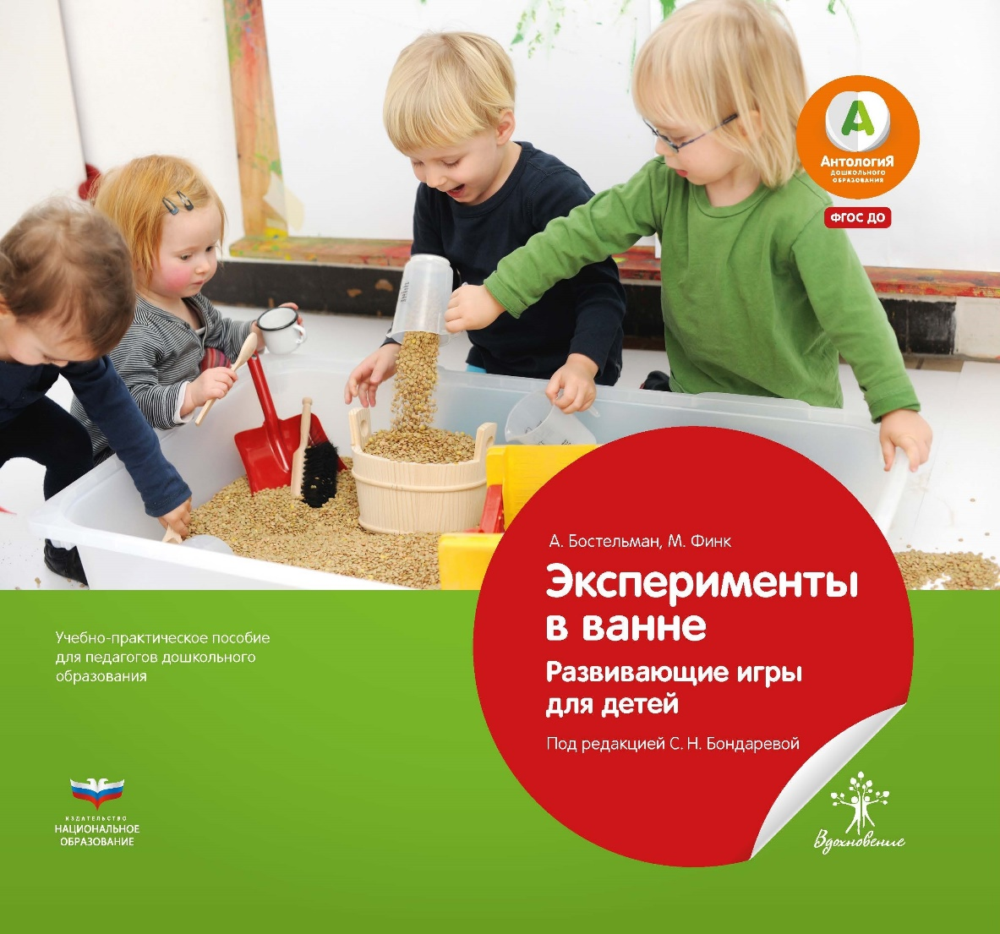 АнтологиЯ
ДОШКОЛЬНОГО
ОБРАЗОВАНИЯ
ФГОС ДО
А. Бостельман, М. Финк
Эксперименты
в ванне
Развивающие игры
для детей
Под редакцией С. Н. Бондаревой
Учебно-практическое пособие
для педагогов дошкольного
образования
ИЗДАТЕЛЬСТВО
НАЦИОНАЛЬНОЕ
ОБРАЗОВАНИЕ
Вдохновение